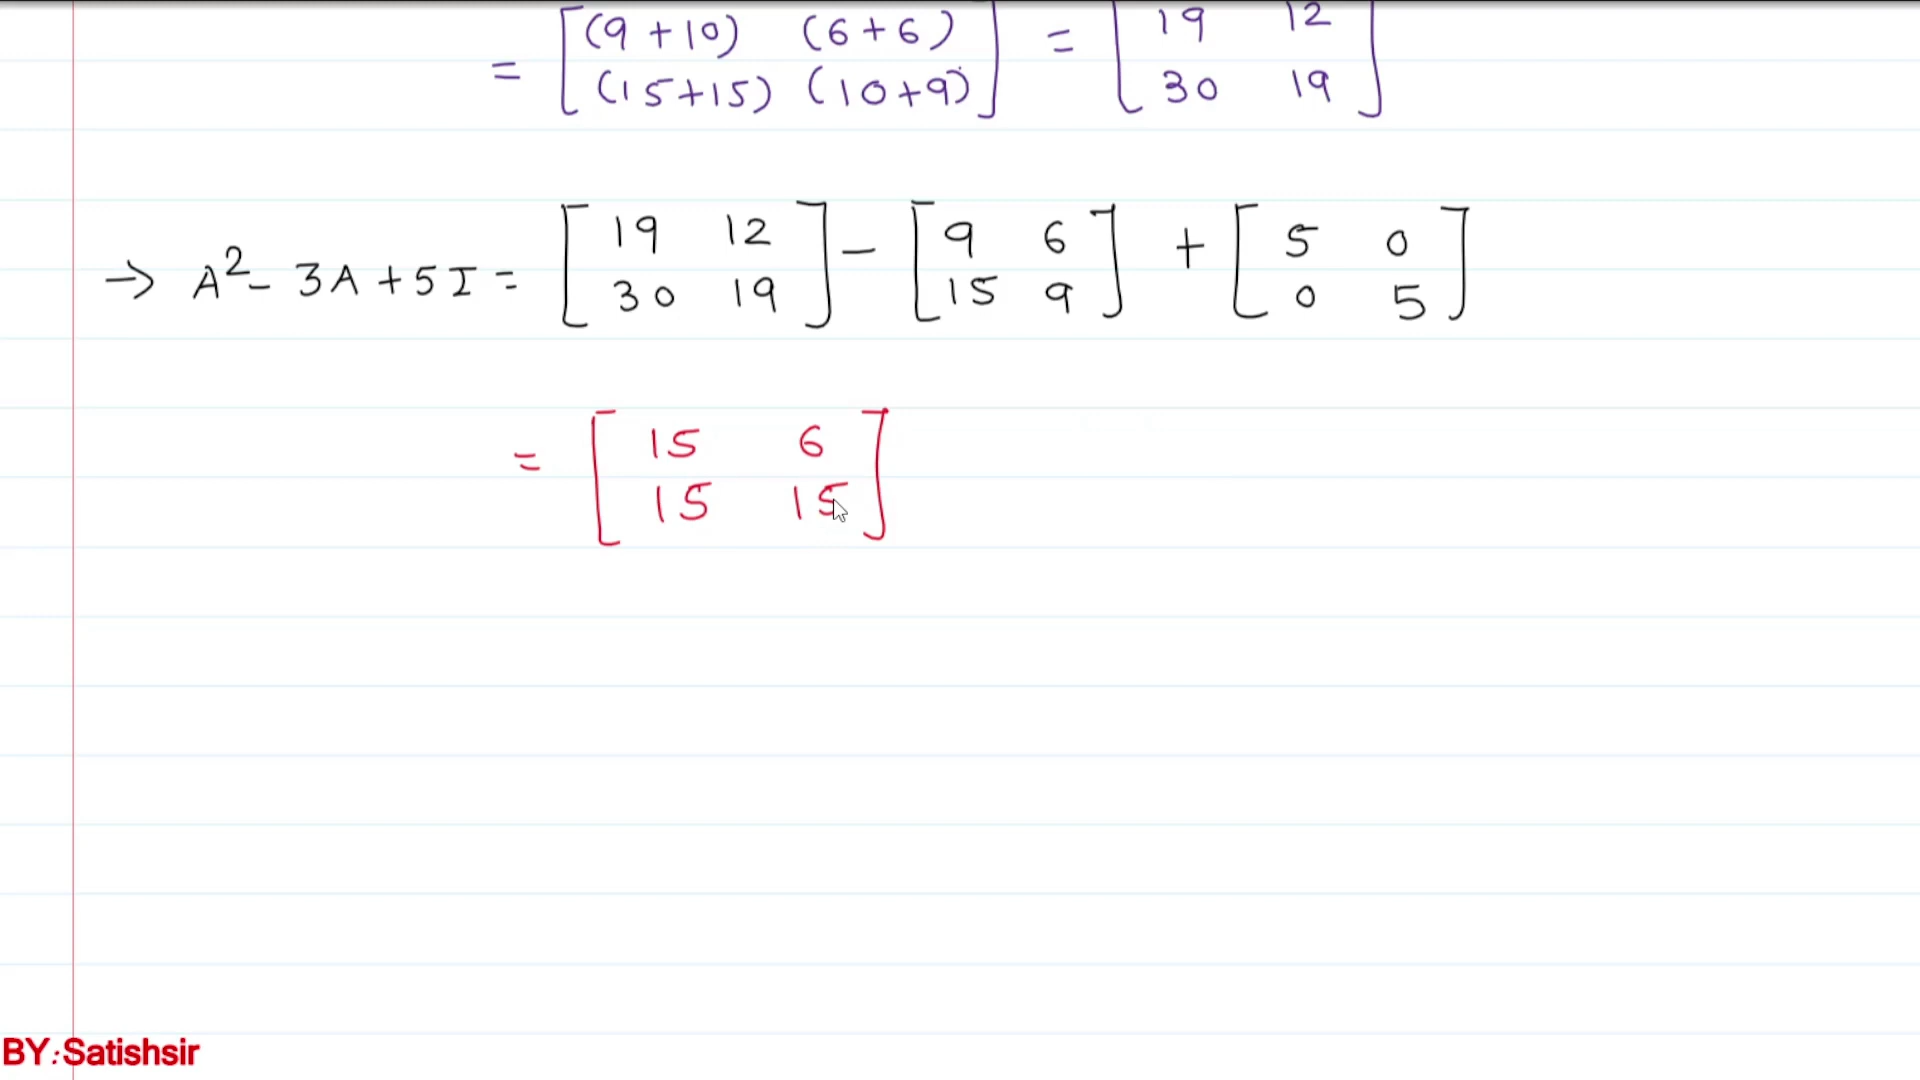 = [(9+10) (6+6)] = [19 12]
[(15+15) (10+9)] [30 19]
→ A² - 3A + 5I = [19 12] - [9 6] + [5 0]
[30 19] [15 9] [0 5]
= [15 6]
[15 15]
BY:Satishsir